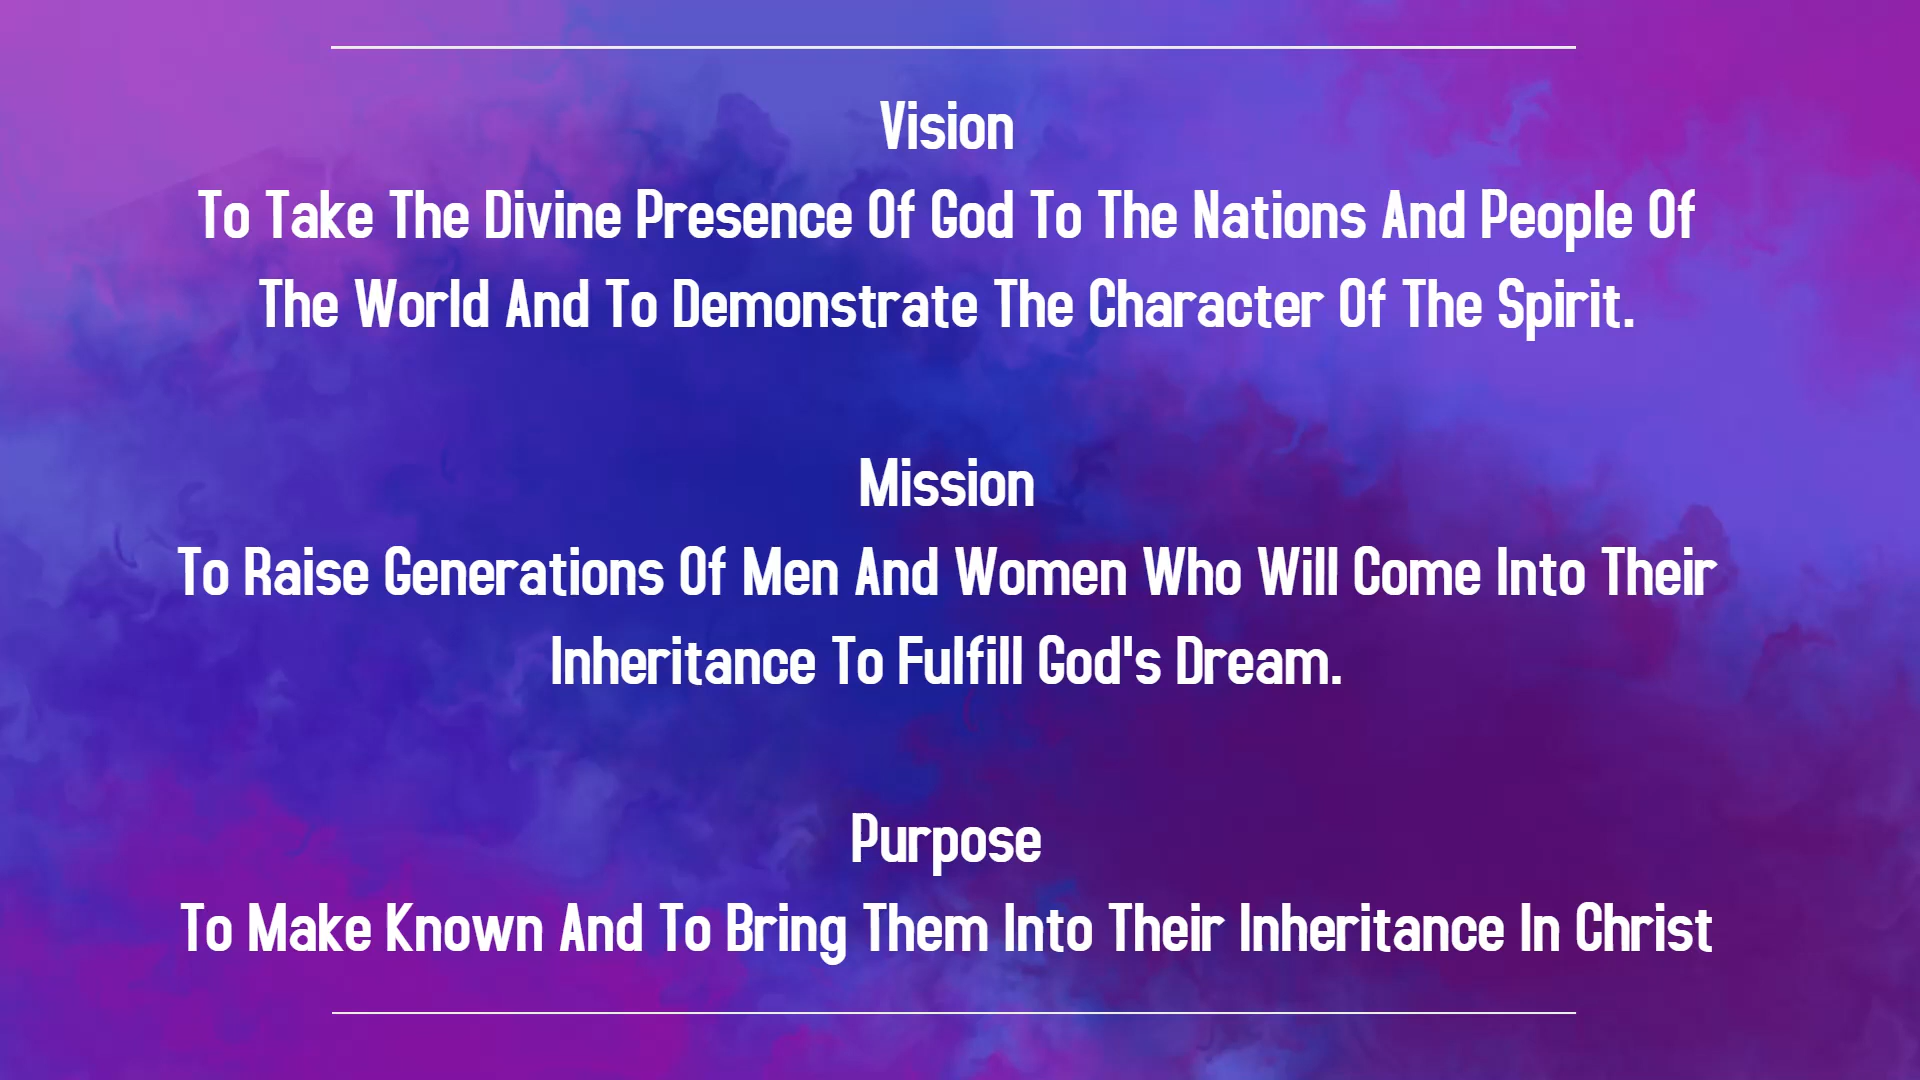 Vision
To Take The Divine Presence Of God To The Nations And People Of
The World And To Demonstrate The Character Of The Spirit.
Mission
To Raise Generations Of Men And Women Who Will Come Into Their
Inheritance To Fulfill God's Dream.
Purpose
To Make Known And To Bring Them Into Their Inheritance In Christ